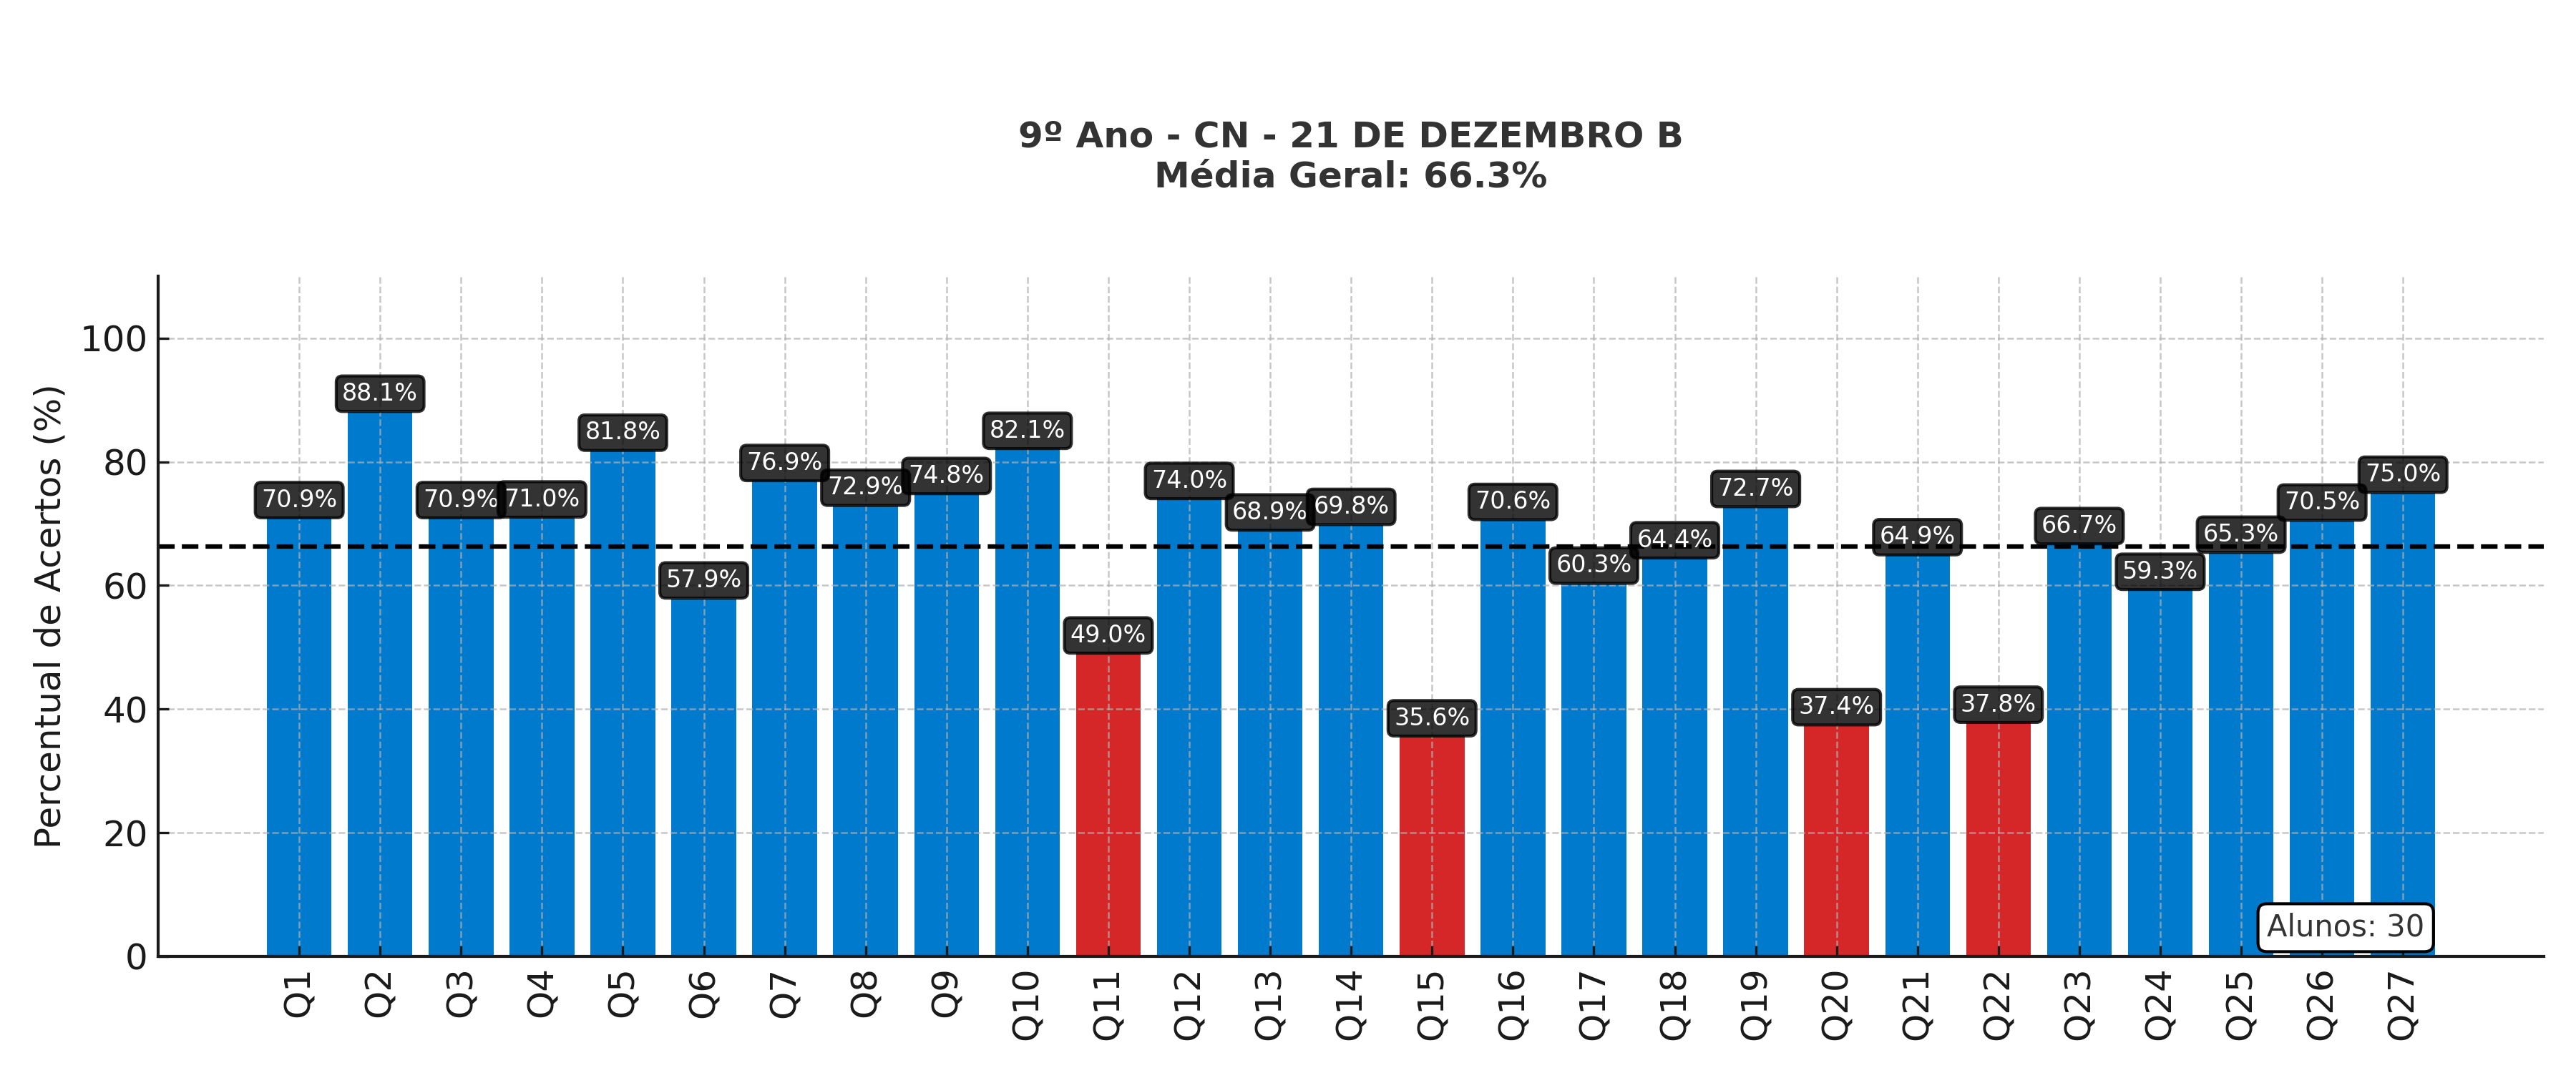 9º Ano - CN - 21 DE DEZEMBRO B
Média Geral: 66.3%
Percentual de Acertos (%)
100
80
60
40
20
0
70.9%
88.1%
70.9%
71.0%
81.8%
57.9%
76.9%
72.9%
74.8%
82.1%
49.0%
74.0%
68.9%
69.8%
35.6%
70.6%
60.3%
64.4%
72.7%
37.4%
64.9%
37.8%
66.7%
59.3%
65.3%
70.5%
75.0%
Alunos: 30
Q1
Q2
Q3
Q4
Q5
Q6
Q7
Q8
Q9
Q10
Q11
Q12
Q13
Q14
Q15
Q16
Q17
Q18
Q19
Q20
Q21
Q22
Q23
Q24
Q25
Q26
Q27